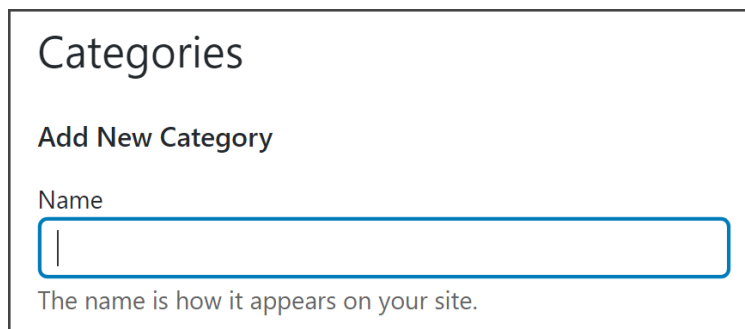 Categories
Add New Category
Name
The name is how it appears on your site.